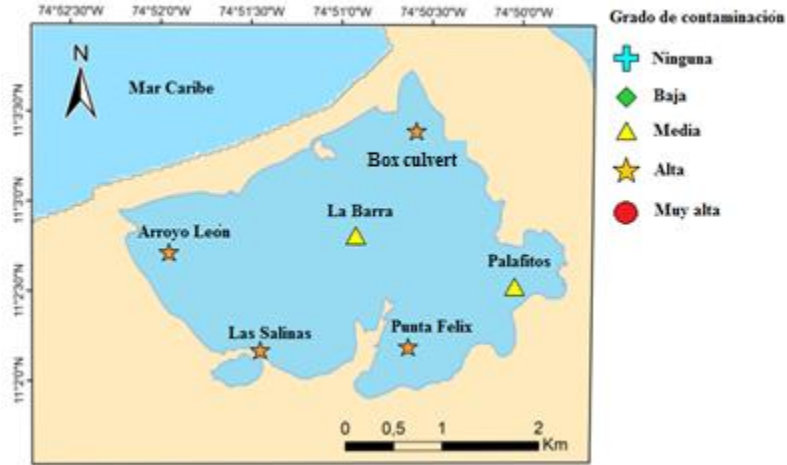 74°52'30"W 74°52'0"W 74°51'30"W 74°51'0"W 74°50'30"W 74°50'0"W
Grado de contaminación
N
Mar Caribe
Ninguna
Baja
Media
Alta
Muy alta
11°3'30"N
11°3'0"N
11°2'30"N
11°2'0"N
Box culvert
La Barra
Arroyo León
Palafitos
Las Salinas
Punta Felix
0 0,5 1 2
Km